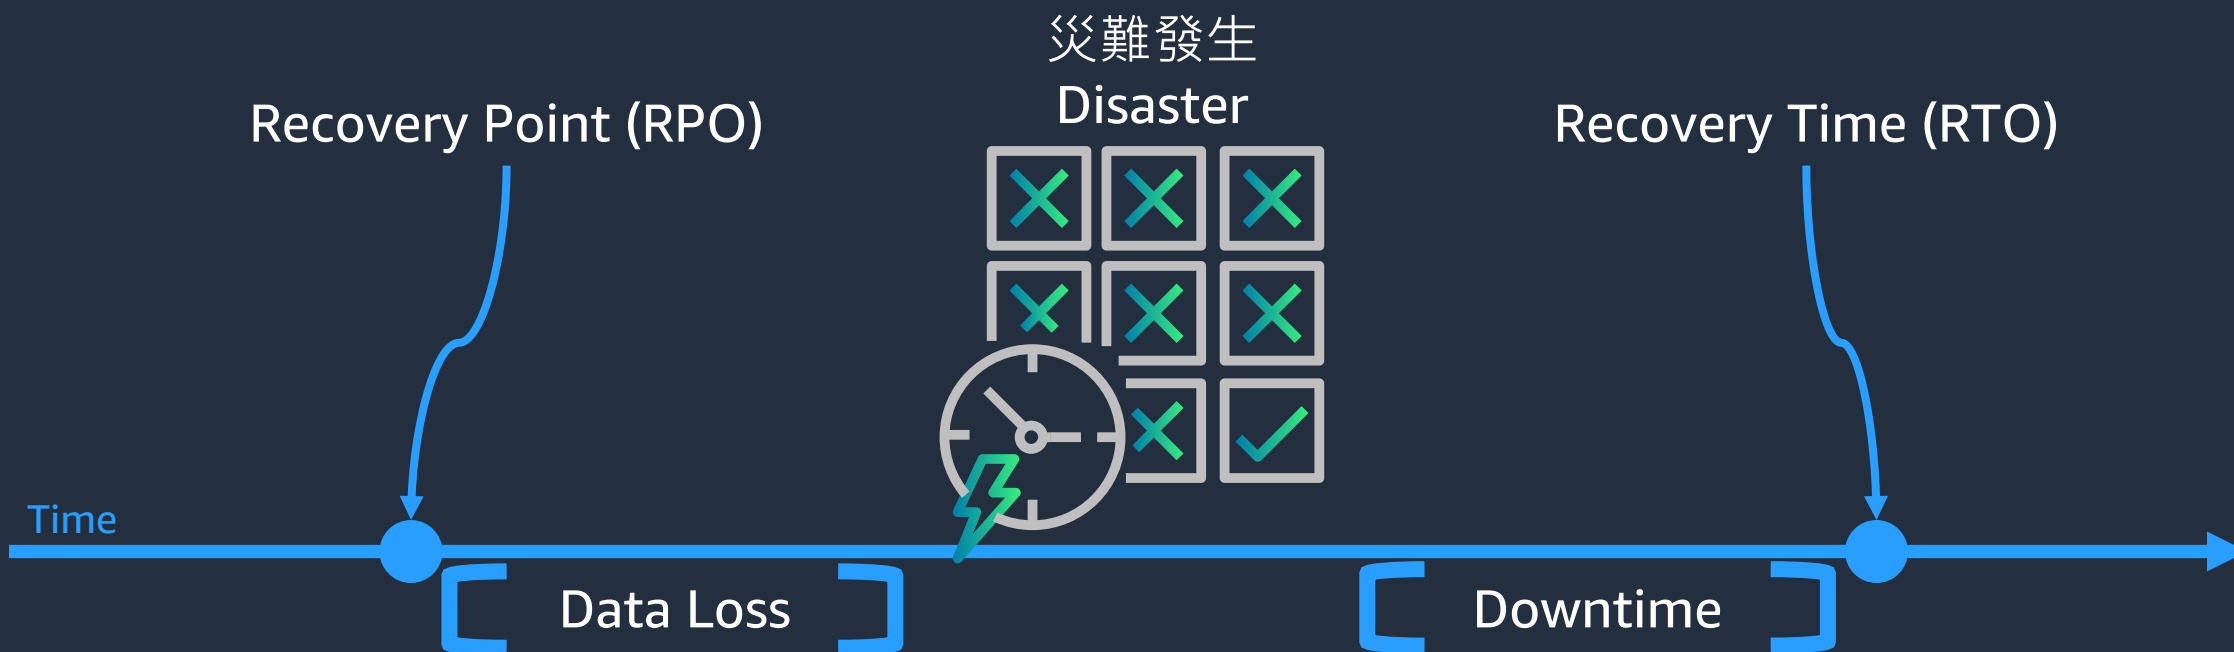 災難發生
Disaster
Recovery Point (RPO)
Recovery Time (RTO)
Time
Data Loss
Downtime